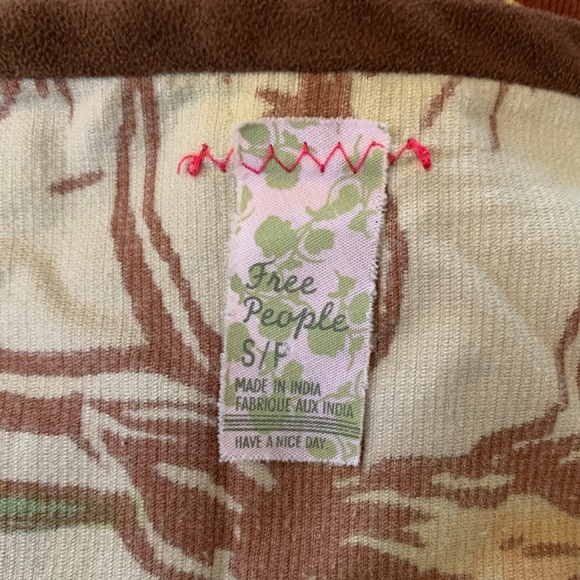 Free
People
S/P
MADE IN INDIA
FABRIQUE AUX INDIA
HAVE A NICE DAY